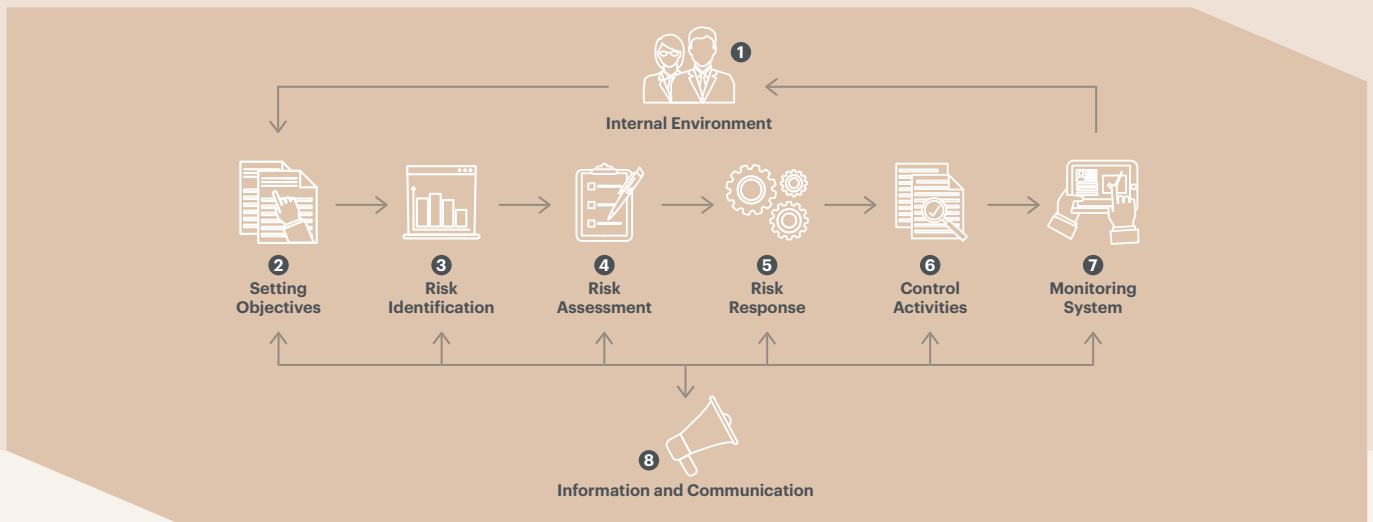 1
Internal Environment
2
Setting
Objectives
3
Risk
Identification
4
Risk
Assessment
5
Risk
Response
6
Control
Activities
7
Monitoring
System
8
Information and Communication